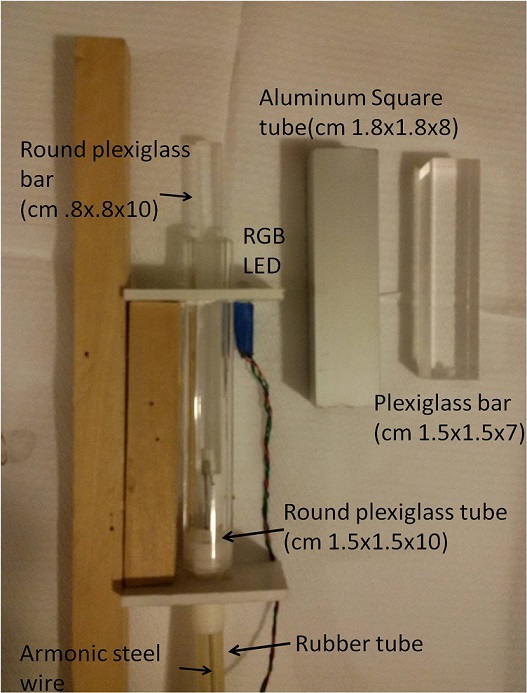 Aluminum Square
tube(cm 1.8x1.8x8)
Round plexiglass
bar
(cm .8x.8x10)
RGB
LED
Plexiglass bar
(cm 1.5x1.5x7)
Round plexiglass tube
(cm 1.5x1.5x10)
Rubber tube
Armonic steel
wire